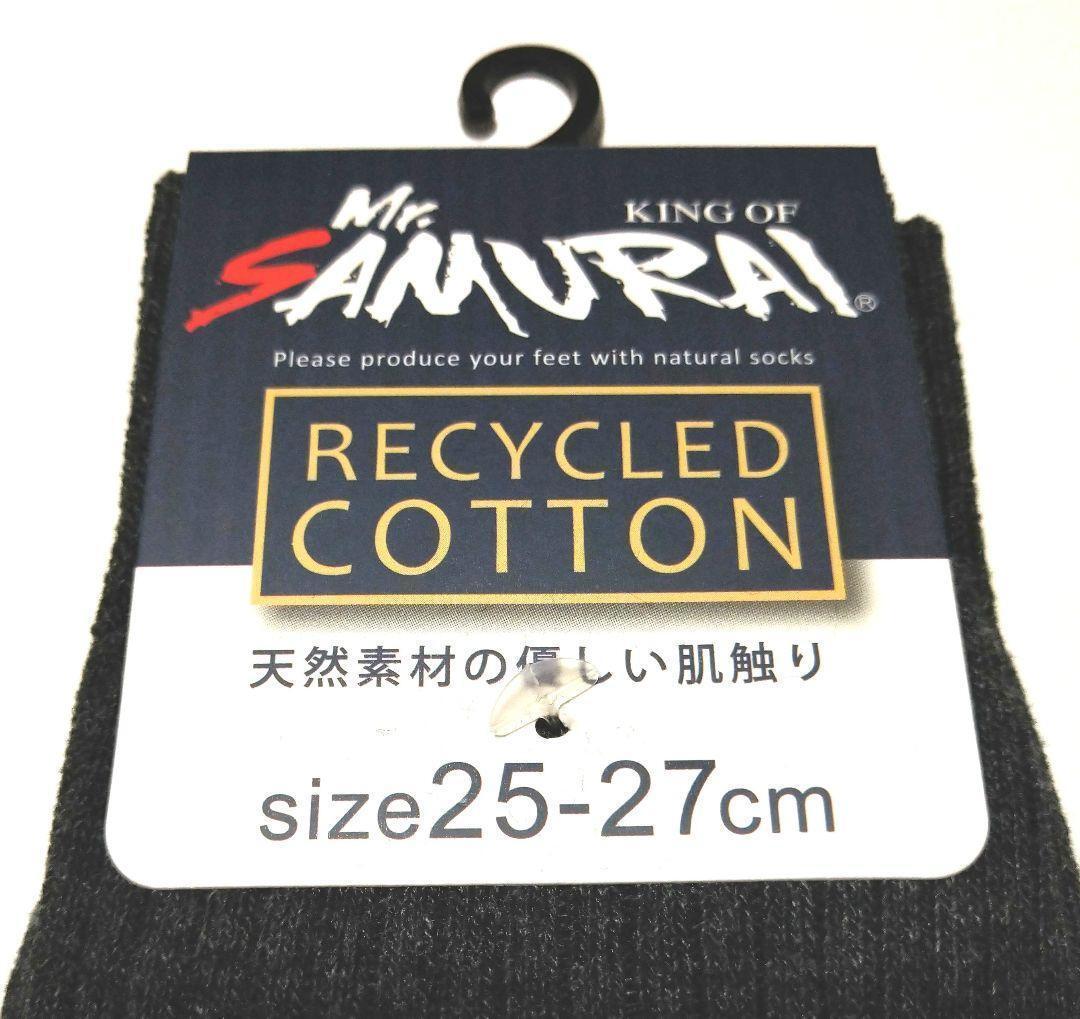 Mr.
KING OF
SAMURAI®
Please produce your feet with natural socks
RECYCLED
COTTON
天然素材の優しい肌触り
size25-27cm